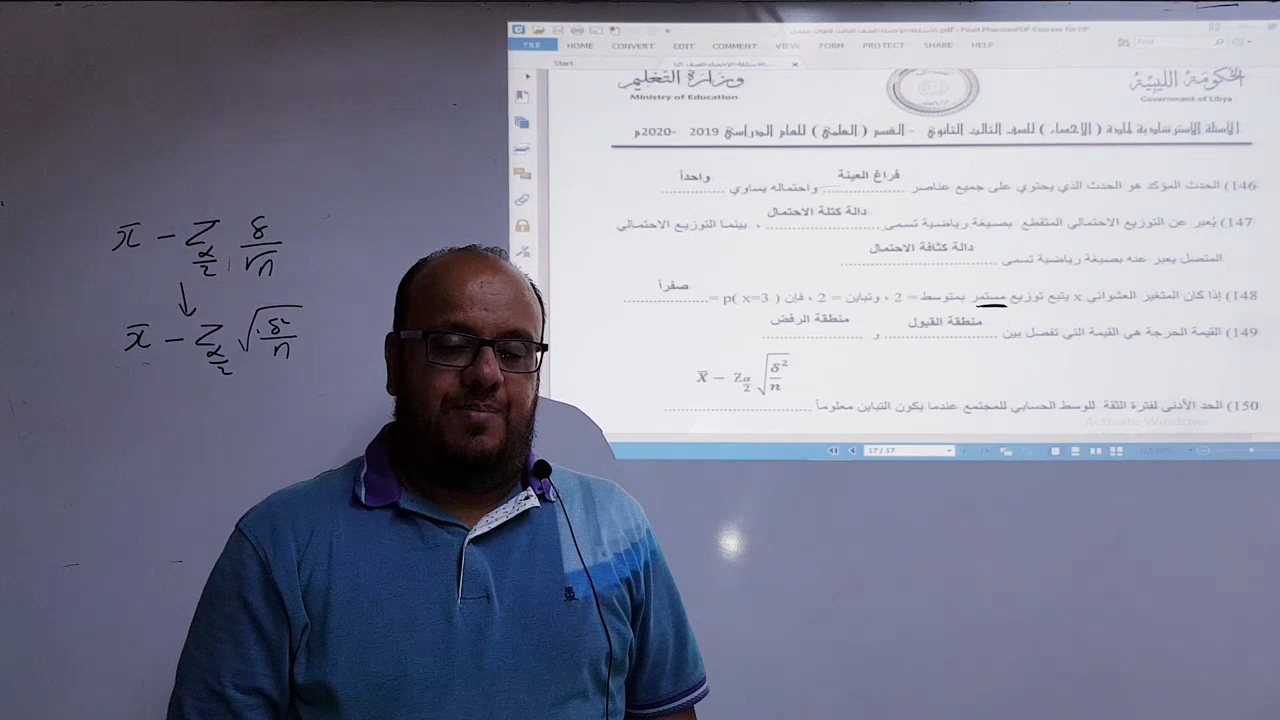 FILE HOME CONVERT EDIT COMMENT VIEW FORM PROTECT SHARE HELP
Start
الحكومة الليبية
Government of Libya
وزارة التعليم
Ministry of Education
الأسئلة الاسترشادية لمادة ( الإحصاء ) للصف الثالث الثانوي - القسم ( العلمي ) للعام الدراسي 2019 -2020م
146) الحدث المؤكد هو الحدث الذي يحتوي على جميع عناصر فراغ العينة واحتماله يساوي واحداً
147) يُعبر عن التوزيع الاحتمالي المتقطع بصيغة رياضية تسمى دالة كتلة الاحتمال ، بينما التوزيع الاحتمالي
المتصل يعبر عنه بصيغة رياضية تسمى دالة كثافة الاحتمال
148) إذا كان المتغير العشوائي x يتبع توزيع مستمر بمتوسط = 2 ، وتباين = 2 ، فإن p( x=3 ) = صفراً
149) القيمة الحرجة هي القيمة التي تفصل بين منطقة القبول و منطقة الرفض
X̄ − Z α/2 √(δ²/n)
150) الحد الأدنى لفترة الثقة للوسط الحسابي للمجتمع عندما يكون التباين معلوماً
Activate Windows
17 / 17
x̄ − Z α/2 δ/√n
↓
x̄ − Z α/2 √(δ²/n)